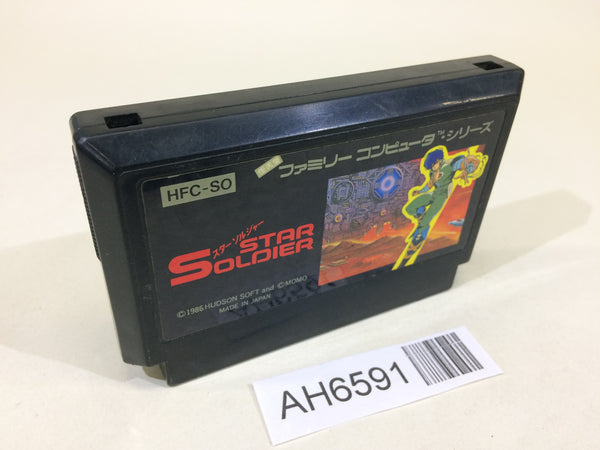 ファミリー コンピュータ™シリーズ
HFC-SO
スター・ソルジャー
STAR
SOLDIER
©1986 HUDSON SOFT and ©MOMO
MADE IN JAPAN
AH6591